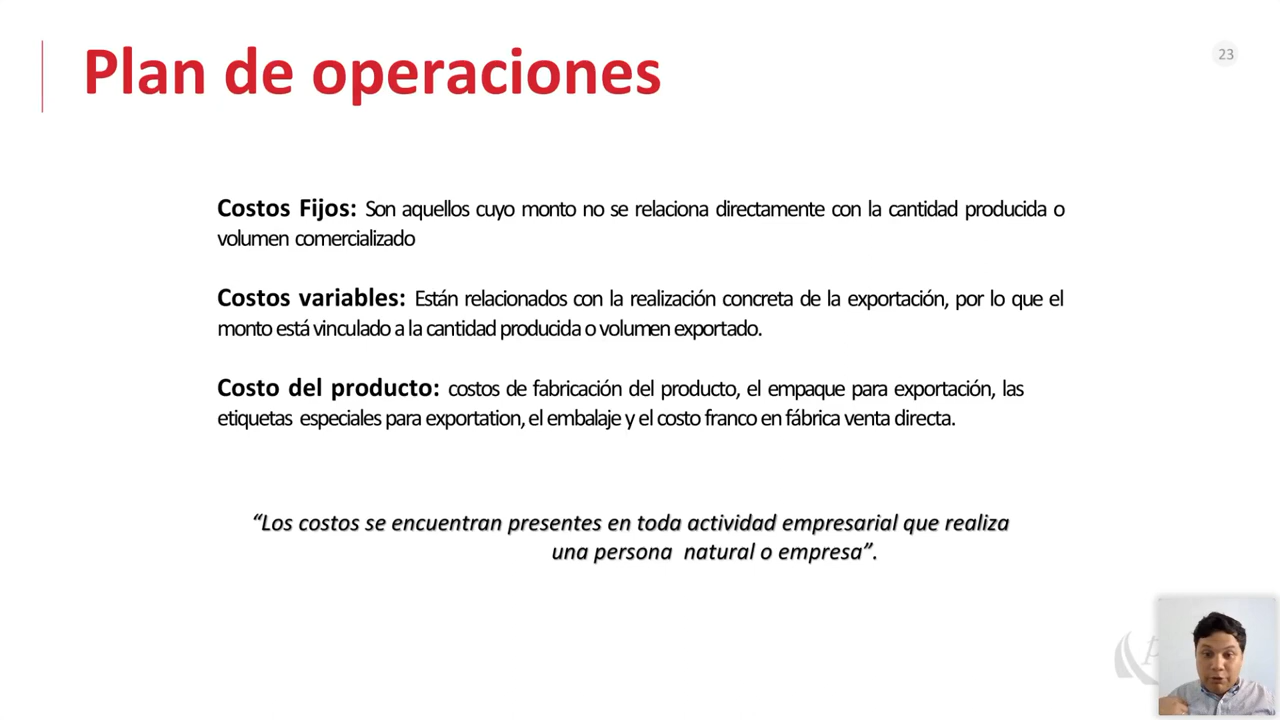 Plan de operaciones
23
Costos Fijos: Son aquellos cuyo monto no se relaciona directamente con la cantidad producida o
volumen comercializado
Costos variables: Están relacionados con la realización concreta de la exportación, por lo que el
monto está vinculado a la cantidad producida o volumen exportado.
Costo del producto: costos de fabricación del producto, el empaque para exportación, las
etiquetas especiales para exportation, el embalaje y el costo franco en fábrica venta directa.
“Los costos se encuentran presentes en toda actividad empresarial que realiza
una persona natural o empresa”.